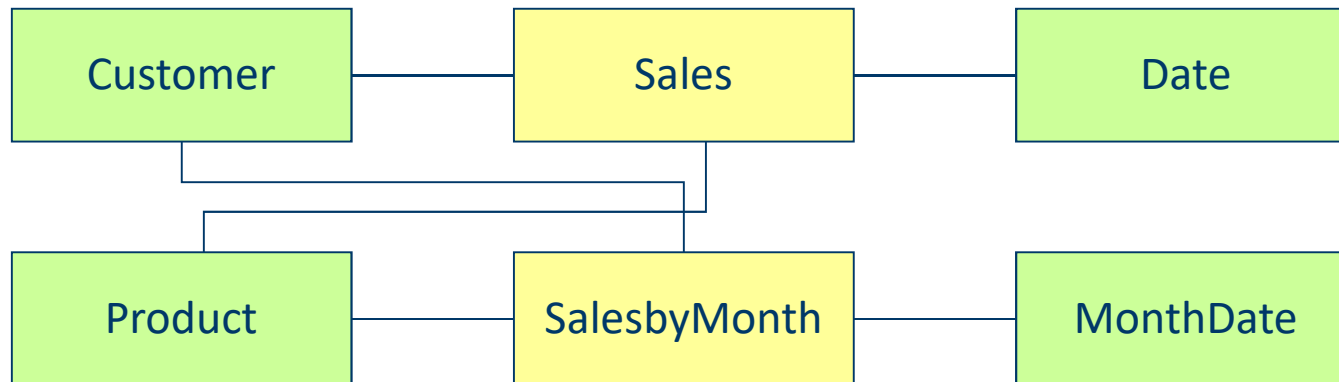 Customer
Sales
Date
Product
SalesbyMonth
MonthDate